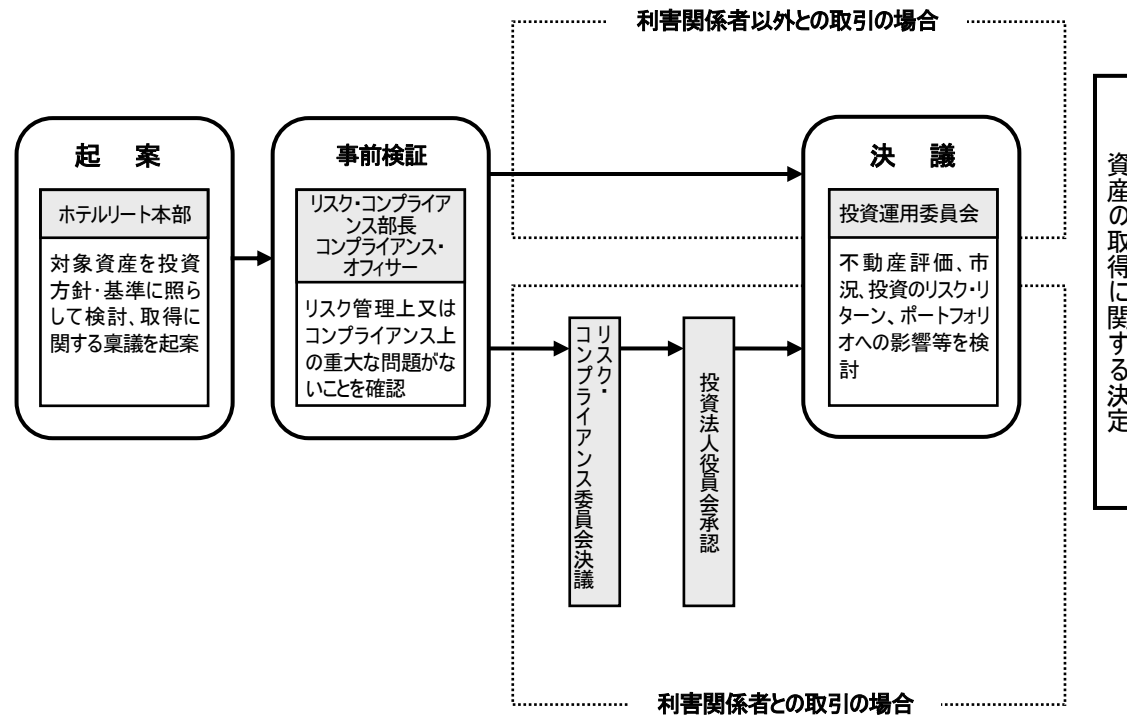 利害関係者以外との取引の場合
起　案
ホテルリート本部
対象資産を投資
方針・基準に照ら
して検討、取得に
関する稟議を起案
事前検証
リスク・コンプライア
ンス部長
コンプライアンス・
オフィサー
リスク管理上又は
コンプライアンス上
の重大な問題がな
いことを確認
リスク・
コンプライアンス委員会決議
投資法人役員会承認
決　議
投資運用委員会
不動産評価、市
況、投資のリスク・リ
ターン、ポートフォリ
オへの影響等を検
討
資産の取得に関する決定
利害関係者との取引の場合